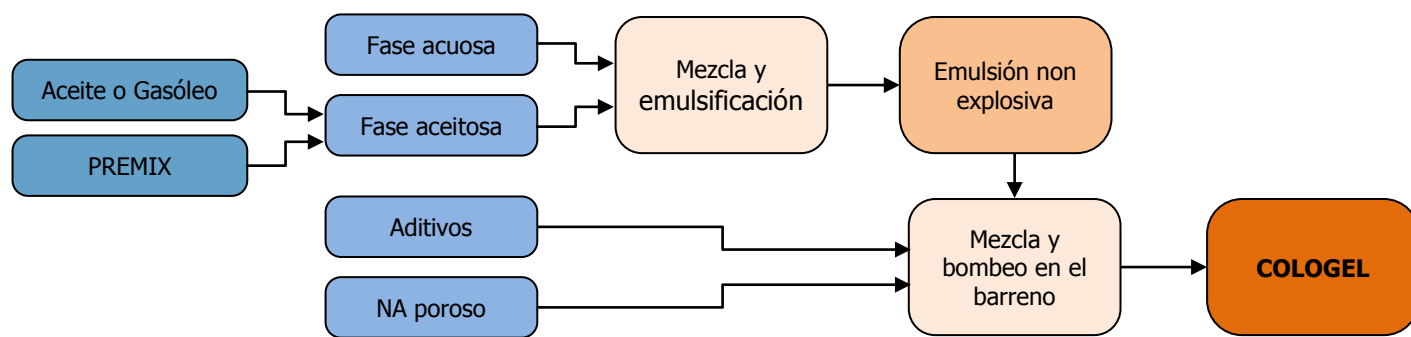 Aceite o Gasóleo
PREMIX
Fase acuosa
Fase aceitosa
Mezcla y
emulsificación
Emulsión non
explosiva
Aditivos
NA poroso
Mezcla y
bombeo en el
barreno
COLOGEL